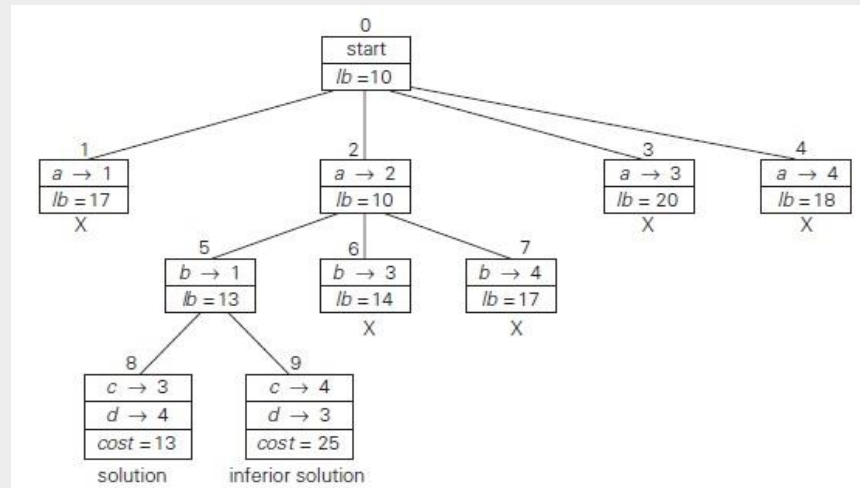 0
start
lb =10
1
a → 1
lb =17
X
2
a → 2
lb =10
3
a → 3
lb = 20
X
4
a → 4
lb =18
X
5
b → 1
lb =13
6
b → 3
lb =14
X
7
b → 4
lb =17
X
8
c → 3
d → 4
cost =13
solution
9
c → 4
d → 3
cost = 25
inferior solution